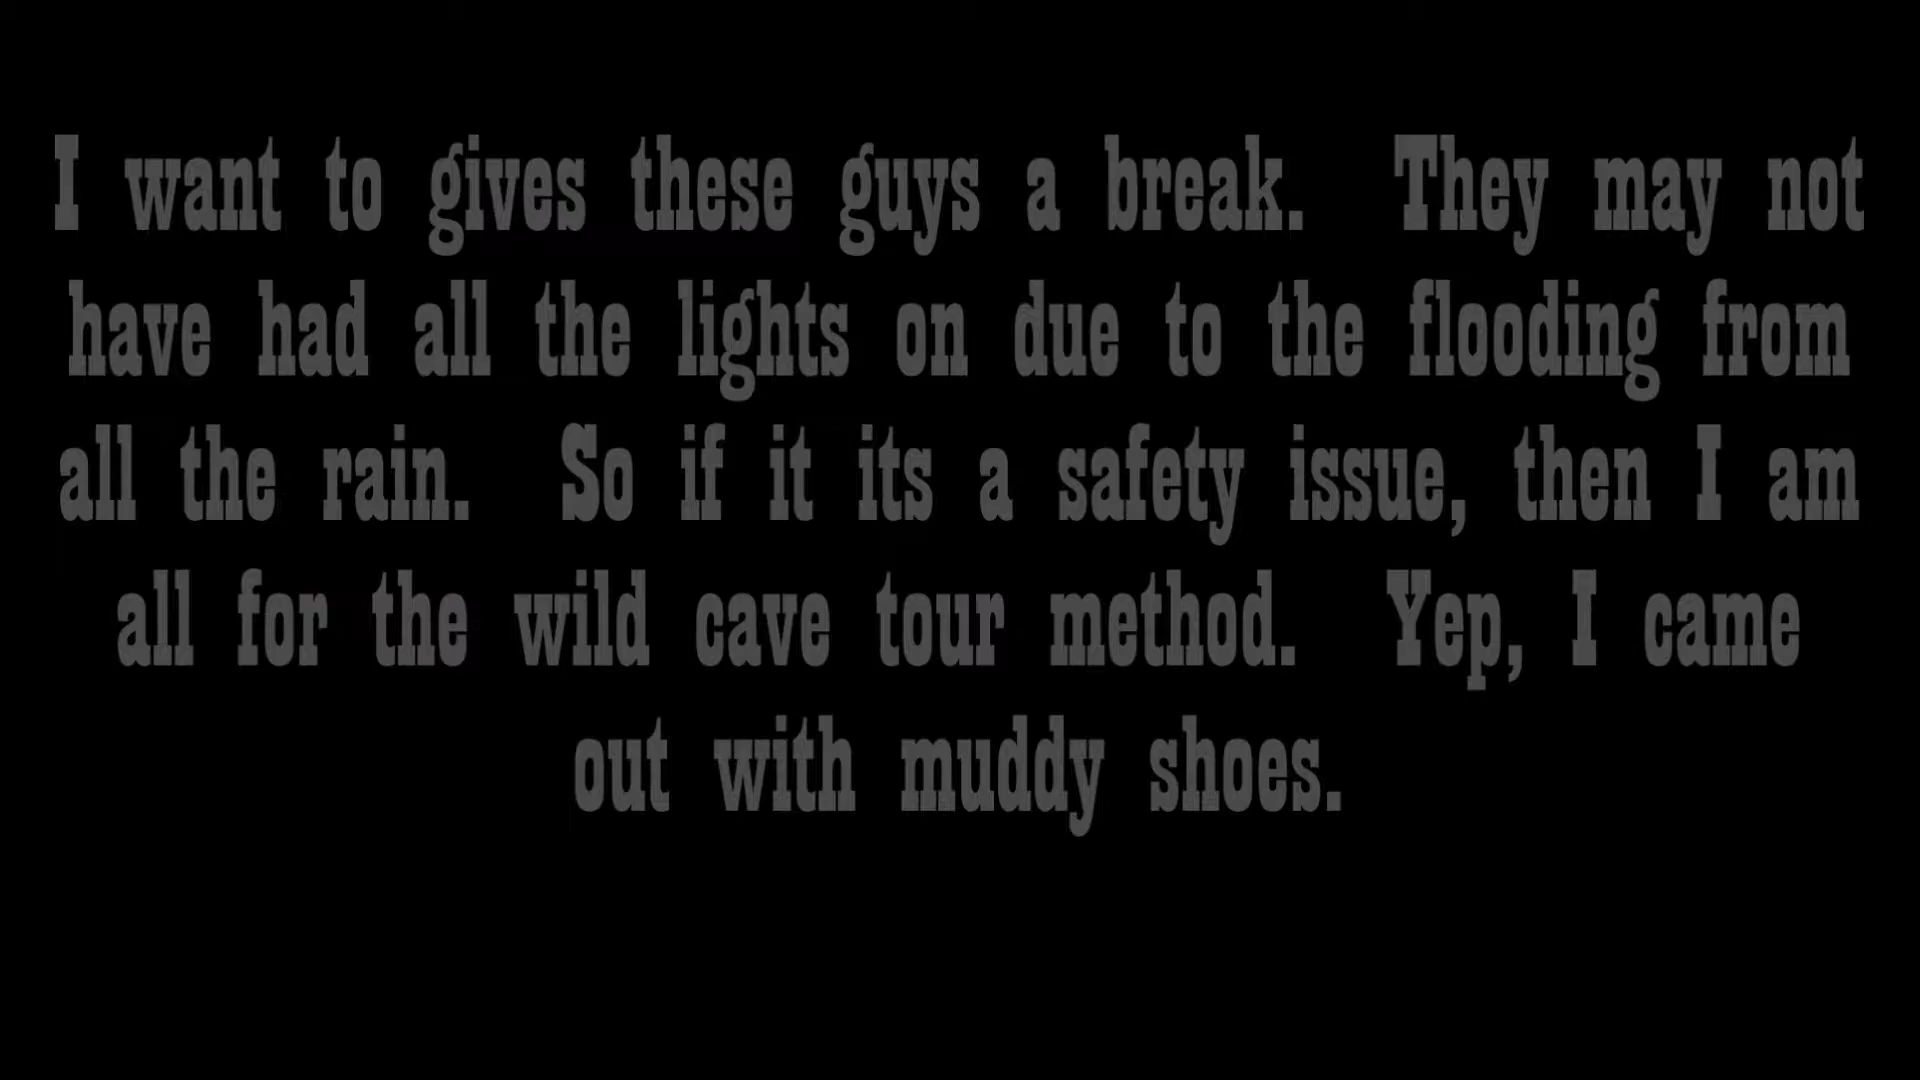 I want to gives these guys a break. They may not
have had all the lights on due to the flooding from
all the rain. So if it its a safety issue, then I am
all for the wild cave tour method. Yep, I came
out with muddy shoes.